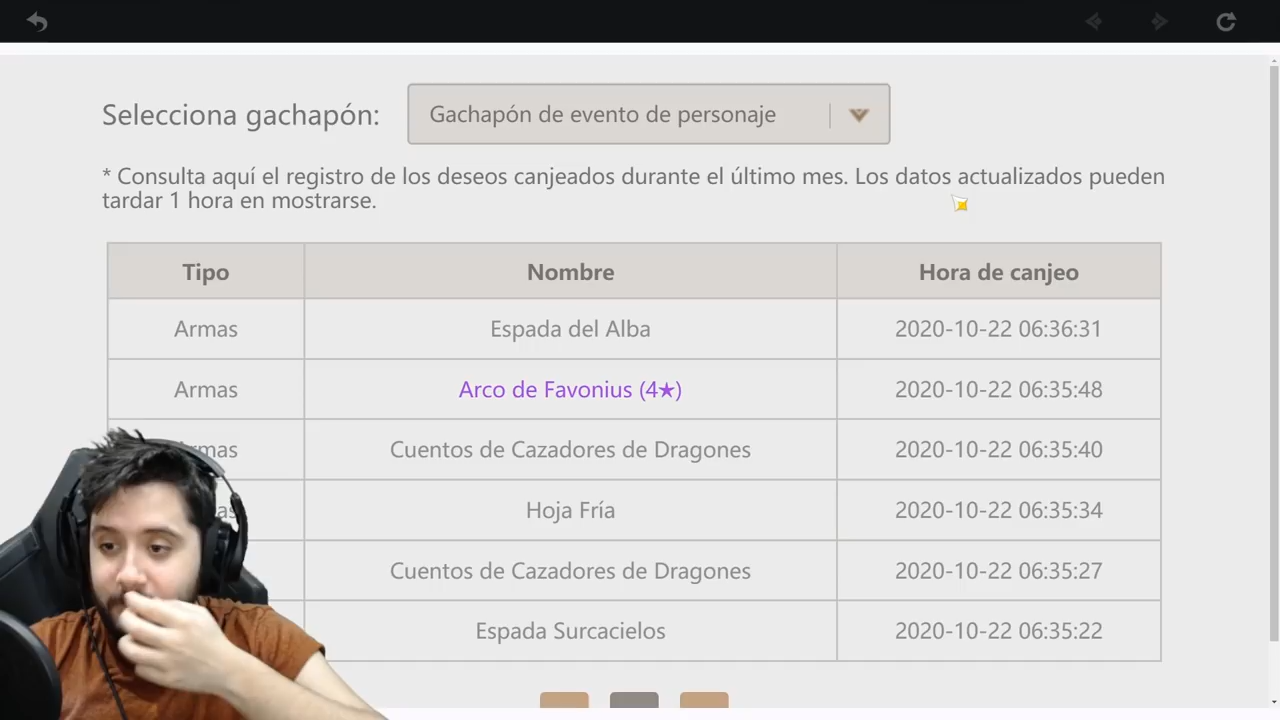 Selecciona gachapón: Gachapón de evento de personaje
* Consulta aquí el registro de los deseos canjeados durante el último mes. Los datos actualizados pueden
tardar 1 hora en mostrarse.
Tipo Nombre Hora de canjeo
Armas Espada del Alba 2020-10-22 06:36:31
Armas Arco de Favonius (4★) 2020-10-22 06:35:48
Cuentos de Cazadores de Dragones 2020-10-22 06:35:40
Hoja Fría 2020-10-22 06:35:34
Cuentos de Cazadores de Dragones 2020-10-22 06:35:27
Espada Surcacielos 2020-10-22 06:35:22